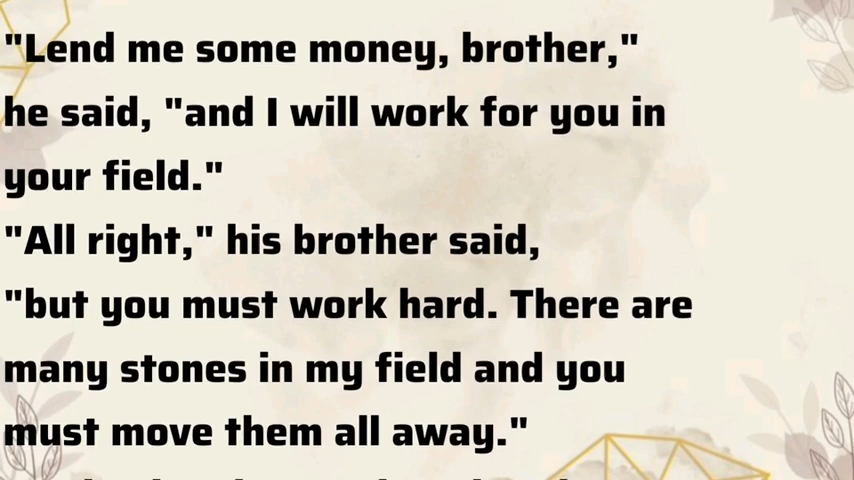 "Lend me some money, brother,"
he said, "and I will work for you in
your field."
"All right," his brother said,
"but you must work hard. There are
many stones in my field and you
must move them all away."